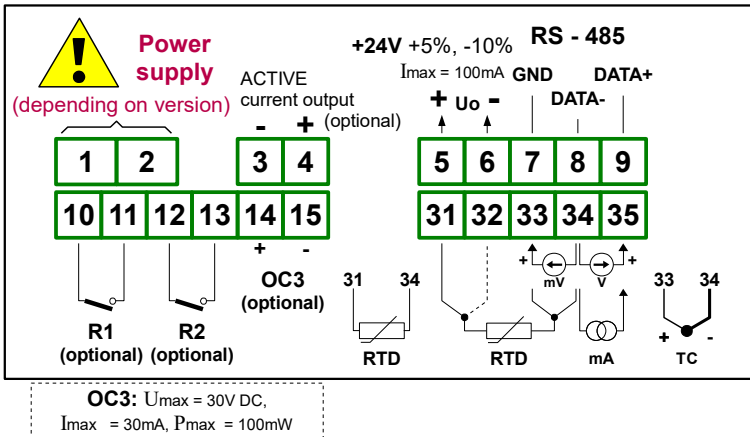 Power
supply
(depending on version)
ACTIVE
current output
(optional)
- +
+24V +5%, -10%
Imax = 100mA
+ Uo -
RS - 485
GND DATA+
DATA-
1 2 3 4 5 6 7 8 9
10 11 12 13 14 15 31 32 33 34 35
+ -
OC3
(optional)
R1
(optional)
R2
(optional)
31 34
RTD
RTD
+ mV
V +
mA
33 34
+ -
TC
OC3: Umax = 30V DC,
Imax = 30mA, Pmax = 100mW